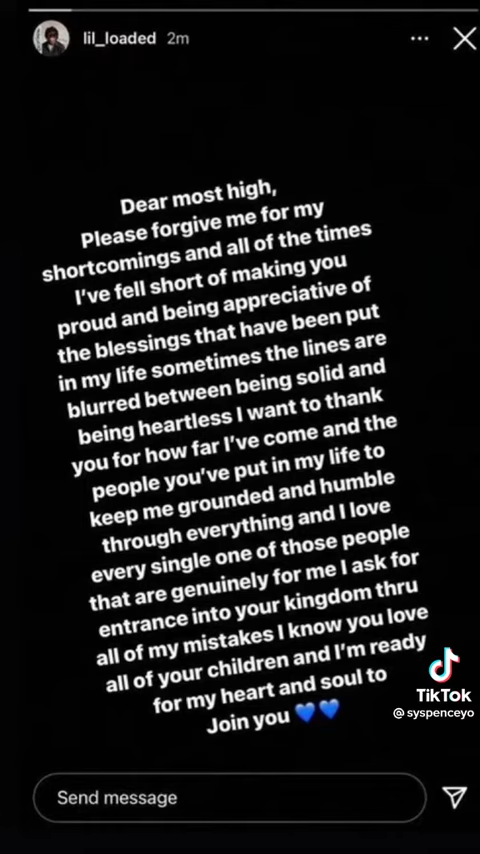 lil_loaded 2m
Dear most high,
Please forgive me for my
shortcomings and all of the times
I've fell short of making you
proud and being appreciative of
the blessings that have been put
in my life sometimes the lines are
blurred between being solid and
being heartless I want to thank
you for how far I've come and the
people you've put in my life to
keep me grounded and humble
through everything and I love
every single one of those people
that are genuinely for me I ask for
entrance into your kingdom thru
all of my mistakes I know you love
all of your children and I'm ready
for my heart and soul to
Join you 💙💙
TikTok
@syspenceyo
Send message